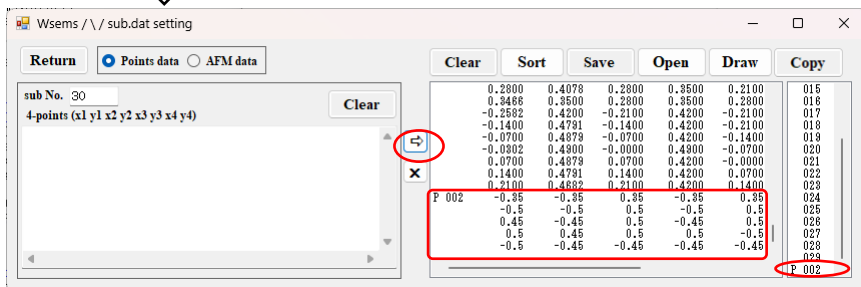 Wsems / \ / sub.dat setting
Return Points data AFM data
Clear Sort Save Open Draw Copy
sub No. 30
4-points (x1 y1 x2 y2 x3 y3 x4 y4)
Clear
0.2800 0.4078 0.2800 0.3500 0.2100
0.3466 0.3500 0.2800 0.3500 0.2800
-0.2582 0.4200 -0.2100 0.4200 -0.2100
-0.1400 0.4791 -0.1400 0.4200 -0.2100
-0.0700 0.4879 -0.0700 0.4200 -0.1400
-0.0302 0.4900 -0.0000 0.4900 -0.0700
0.0700 0.4879 0.0700 0.4200 -0.0000
0.1400 0.4791 0.1400 0.4200 0.0700
0.2100 0.4682 0.2100 0.4200 0.1400
P 002 -0.35 -0.35 0.35 -0.35 0.35
-0.5 -0.5 0.5 -0.5 0.5
0.45 -0.45 0.5 -0.45 0.5
0.5 0.45 0.5 0.5 -0.5
-0.5 -0.45 -0.45 -0.45 -0.45
015
016
017
018
019
020
021
022
023
024
025
026
027
028
029
P 002